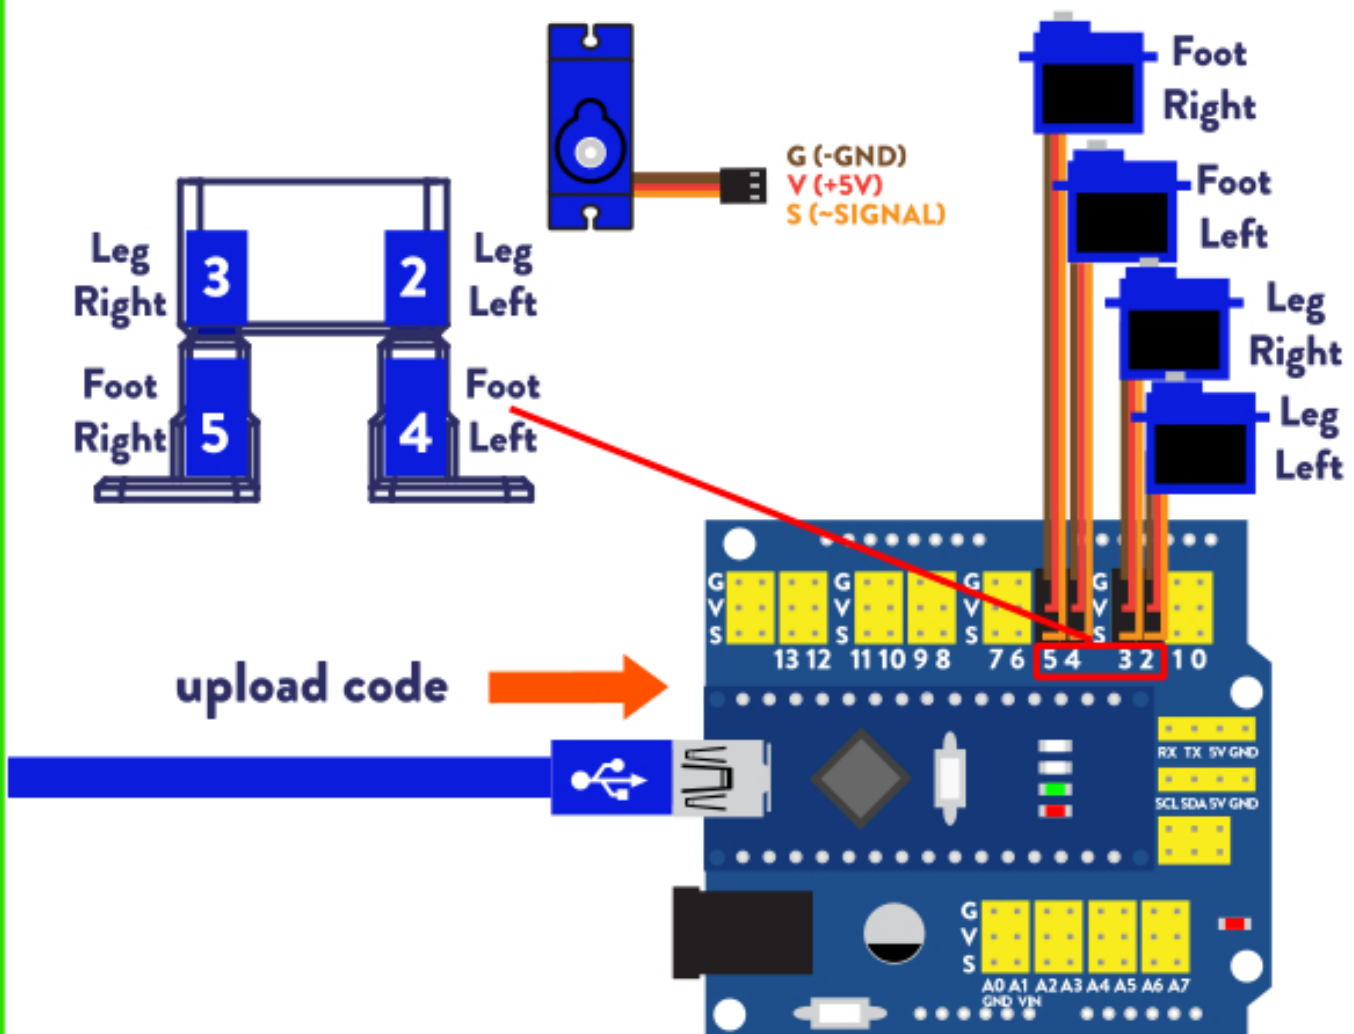 Foot
Right
G (-GND)
V (+5V)
S (~SIGNAL)
Foot
Left
Leg
Right
3
2
Leg
Left
Leg
Right
Foot
Right
5
4
Foot
Left
Leg
Left
G V S
G V S
G V S
G V S
13 12 11 10 9 8 7 6 5 4 3 2 1 0
upload code
RX TX 5V GND
SCL SDA 5V GND
G
V
S
A0 A1 A2 A3 A4 A5 A6 A7
GND VIN